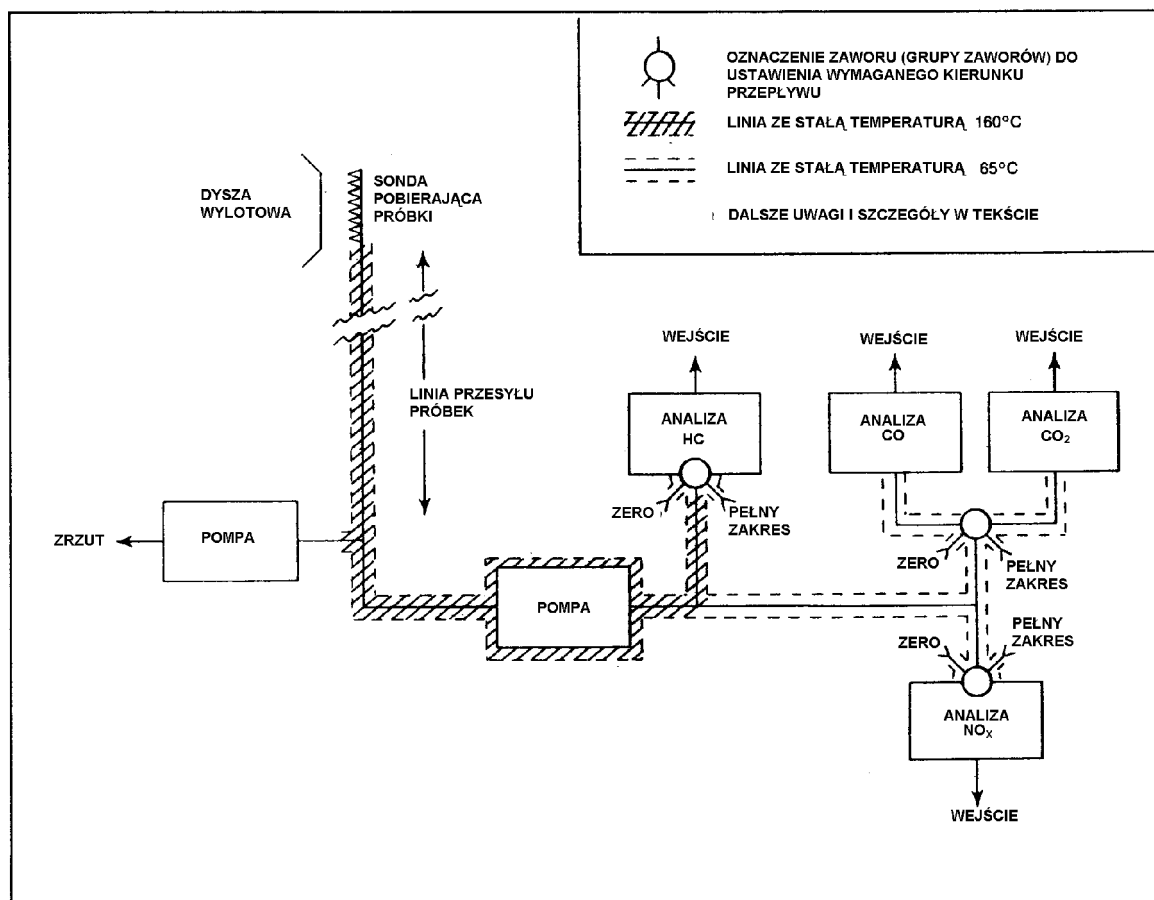 OZNACZENIE ZAWORU (GRUPY ZAWORÓW) DO
USTAWIENIA WYMAGANEGO KIERUNKU
PRZEPŁYWU
LINIA ZE STAŁĄ TEMPERATURĄ 160°C
LINIA ZE STAŁĄ TEMPERATURĄ 65°C
DALSZE UWAGI I SZCZEGÓŁY W TEKŚCIE
DYSZA
WYLOTOWA
SONDA
POBIERAJĄCA
PRÓBKI
LINIA PRZESYŁU
PRÓBEK
WEJŚCIE
WEJŚCIE
WEJŚCIE
ANALIZA
HC
ANALIZA
CO
ANALIZA
CO₂
ZERO
PEŁNY
ZAKRES
ZERO
PEŁNY
ZAKRES
ZRZUT
POMPA
POMPA
ZERO
PEŁNY
ZAKRES
ANALIZA
NOₓ
WEJŚCIE